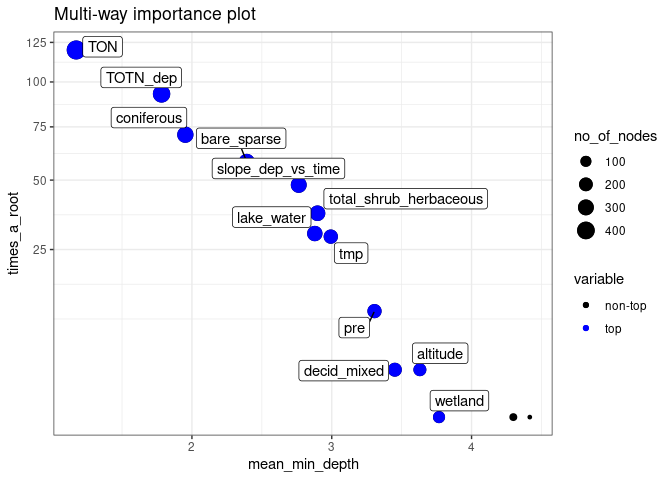 Multi-way importance plot
125
100
75
50
25
times_a_root
TON
TOTN_dep
coniferous
bare_sparse
slope_dep_vs_time
total_shrub_herbaceous
lake_water
tmp
pre
altitude
decid_mixed
wetland
2
3
4
mean_min_depth
no_of_nodes
100
200
300
400
variable
non-top
top